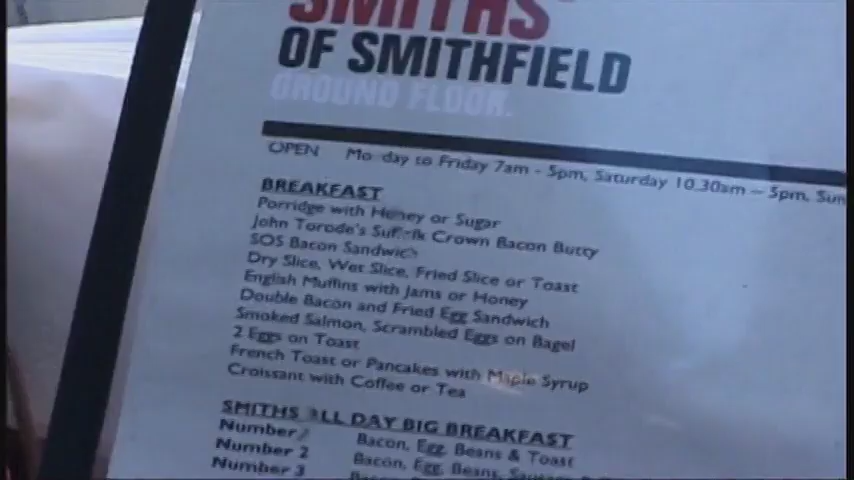 SMITHS
OF SMITHFIELD
GROUND FLOOR.
OPEN Monday to Friday 7am - 5pm, Saturday 10.30am - 5pm, Sun
BREAKFAST
Porridge with Honey or Sugar
John Torode's Suffolk Crown Bacon Butty
SOS Bacon Sandwich
Dry Slice, Wet Slice, Fried Slice or Toast
English Muffins with Jams or Honey
Double Bacon and Fried Egg Sandwich
Smoked Salmon, Scrambled Eggs on Bagel
2 Eggs on Toast
French Toast or Pancakes with Maple Syrup
Croissant with Coffee or Tea
SMITHS ALL DAY BIG BREAKFAST
Number 1 Bacon, Egg, Beans & Toast
Number 2 Bacon, Egg, Beans, Sausage
Number 3